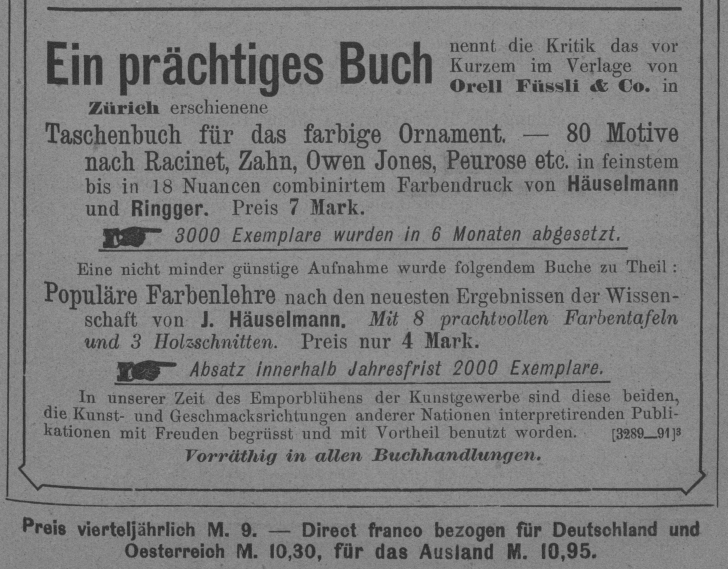 Ein prächtiges Buch nennt die Kritik das vor
Kurzem im Verlage von
Orell Füssli & Co. in
Zürich erschienene
Taschenbuch für das farbige Ornament. — 80 Motive
nach Racinet, Zahn, Owen Jones, Peurose etc. in feinstem
bis in 18 Nuancen combinirtem Farbendruck von Häuselmann
und Ringger. Preis 7 Mark.
3000 Exemplare wurden in 6 Monaten abgesetzt.
Eine nicht minder günstige Aufnahme wurde folgendem Buche zu Theil:
Populäre Farbenlehre nach den neuesten Ergebnissen der Wissen-
schaft von J. Häuselmann. Mit 8 prachtvollen Farbentafeln
und 3 Holzschnitten. Preis nur 4 Mark.
Absatz innerhalb Jahresfrist 2000 Exemplare.
In unserer Zeit des Emporblühens der Kunstgewerbe sind diese beiden,
die Kunst- und Geschmacksrichtungen anderer Nationen interpretirenden Publi-
kationen mit Freuden begrüsst und mit Vortheil benutzt worden. [3289—91]³
Vorräthig in allen Buchhandlungen.
Preis vierteljährlich M. 9. — Direct franco bezogen für Deutschland und
Oesterreich M. 10,30, für das Ausland M. 10,95.